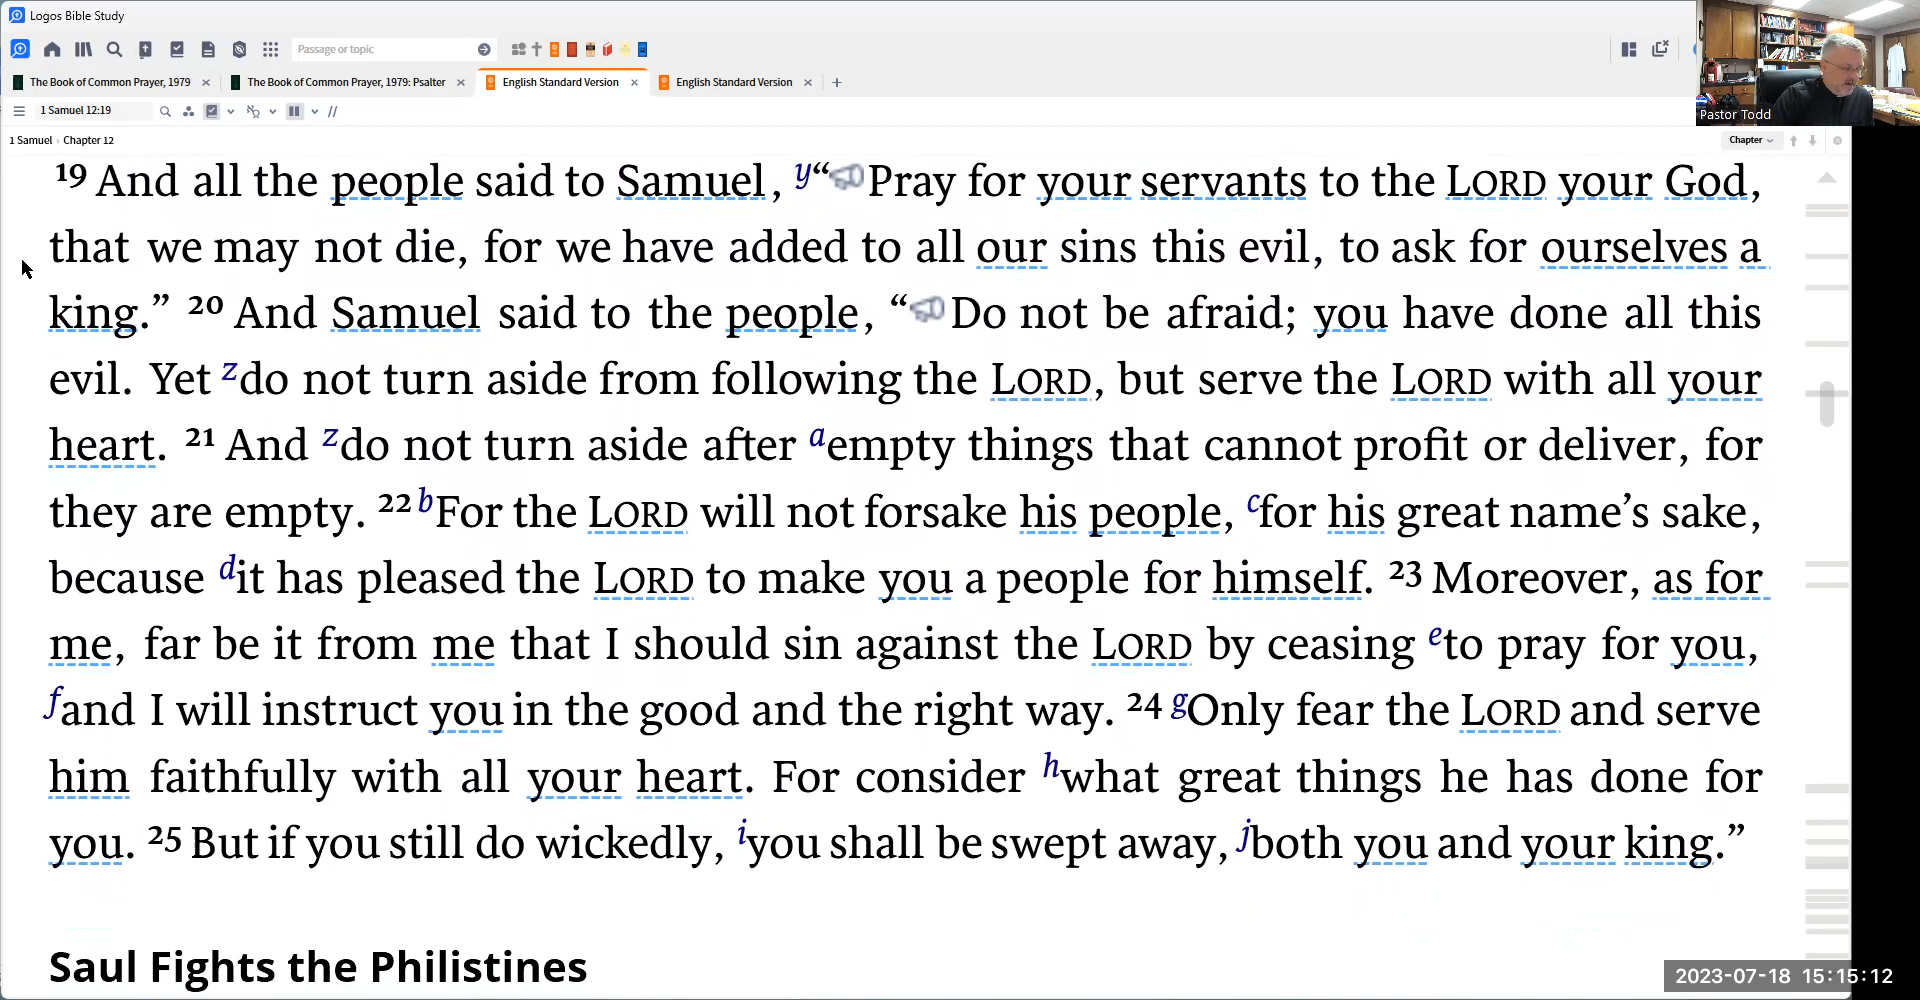 Logos Bible Study
Passage or topic
The Book of Common Prayer, 1979 The Book of Common Prayer, 1979: Psalter English Standard Version English Standard Version
1 Samuel 12:19
Pastor Todd
1 Samuel › Chapter 12 Chapter
19 And all the people said to Samuel, y“Pray for your servants to the LORD your God,
that we may not die, for we have added to all our sins this evil, to ask for ourselves a
king.” 20 And Samuel said to the people, “Do not be afraid; you have done all this
evil. Yet zdo not turn aside from following the LORD, but serve the LORD with all your
heart. 21 And zdo not turn aside after aempty things that cannot profit or deliver, for
they are empty. 22 bFor the LORD will not forsake his people, cfor his great name’s sake,
because dit has pleased the LORD to make you a people for himself. 23 Moreover, as for
me, far be it from me that I should sin against the LORD by ceasing eto pray for you,
fand I will instruct you in the good and the right way. 24 gOnly fear the LORD and serve
him faithfully with all your heart. For consider hwhat great things he has done for
you. 25 But if you still do wickedly, iyou shall be swept away, jboth you and your king.”
Saul Fights the Philistines
2023-07-18 15:15:12